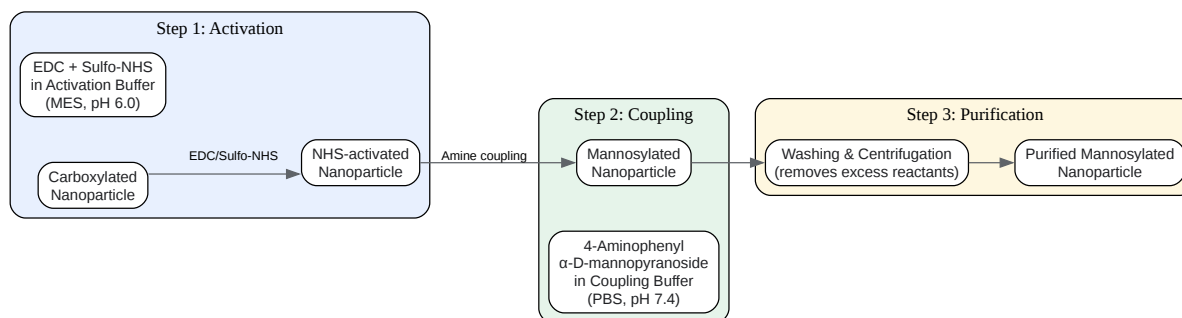 Step 1: Activation
EDC + Sulfo-NHS
in Activation Buffer
(MES, pH 6.0)
Carboxylated
Nanoparticle
EDC/Sulfo-NHS
NHS-activated
Nanoparticle
Amine coupling
Step 2: Coupling
Mannosylated
Nanoparticle
4-Aminophenyl
α-D-mannopyranoside
in Coupling Buffer
(PBS, pH 7.4)
Step 3: Purification
Washing & Centrifugation
(removes excess reactants)
Purified Mannosylated
Nanoparticle